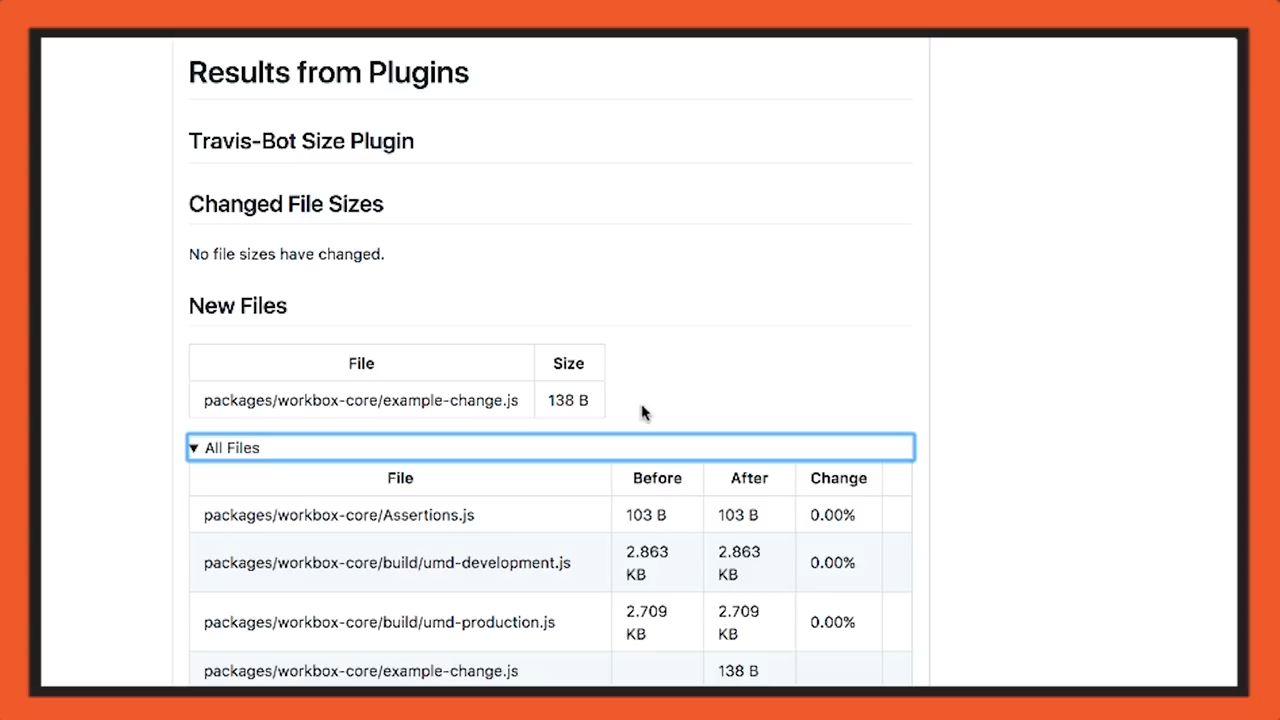 Results from Plugins
Travis-Bot Size Plugin
Changed File Sizes
No file sizes have changed.
New Files
File Size
packages/workbox-core/example-change.js 138 B
▼ All Files
File Before After Change
packages/workbox-core/Assertions.js 103 B 103 B 0.00%
packages/workbox-core/build/umd-development.js 2.863 KB 2.863 KB 0.00%
packages/workbox-core/build/umd-production.js 2.709 KB 2.709 KB 0.00%
packages/workbox-core/example-change.js 138 B